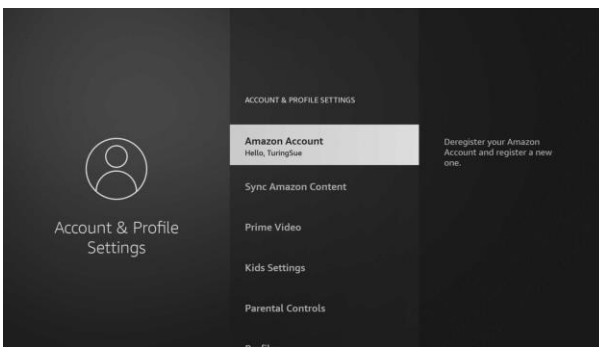 ACCOUNT & PROFILE SETTINGS
Amazon Account
Hello, TuringSue
Deregister your Amazon
Account and register a new
one.
Sync Amazon Content
Account & Profile
Settings
Prime Video
Kids Settings
Parental Controls